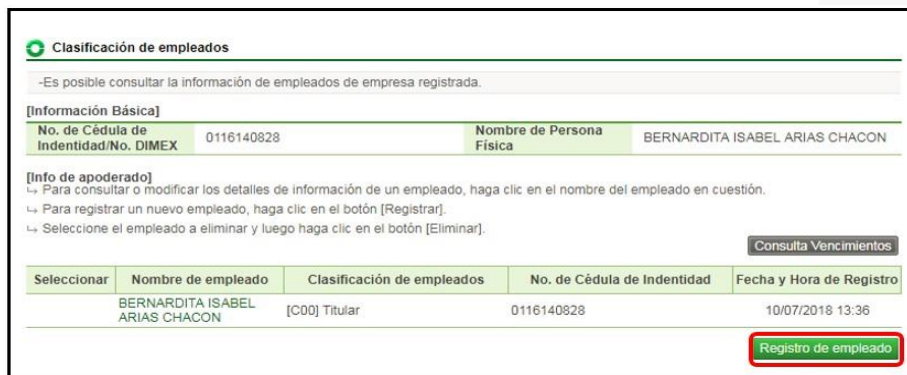 Clasificación de empleados
-Es posible consultar la información de empleados de empresa registrada.
[Información Básica]
No. de Cédula de Indentidad/No. DIMEX 0116140828 Nombre de Persona Física BERNARDITA ISABEL ARIAS CHACON
[Info de apoderado]
↳ Para consultar o modificar los detalles de información de un empleado, haga clic en el nombre del empleado en cuestión.
↳ Para registrar un nuevo empleado, haga clic en el botón [Registrar].
↳ Seleccione el empleado a eliminar y luego haga clic en el botón [Eliminar].
Consulta Vencimientos
Seleccionar Nombre de empleado Clasificación de empleados No. de Cédula de Indentidad Fecha y Hora de Registro
BERNARDITA ISABEL ARIAS CHACON [C00] Titular 0116140828 10/07/2018 13:36
Registro de empleado